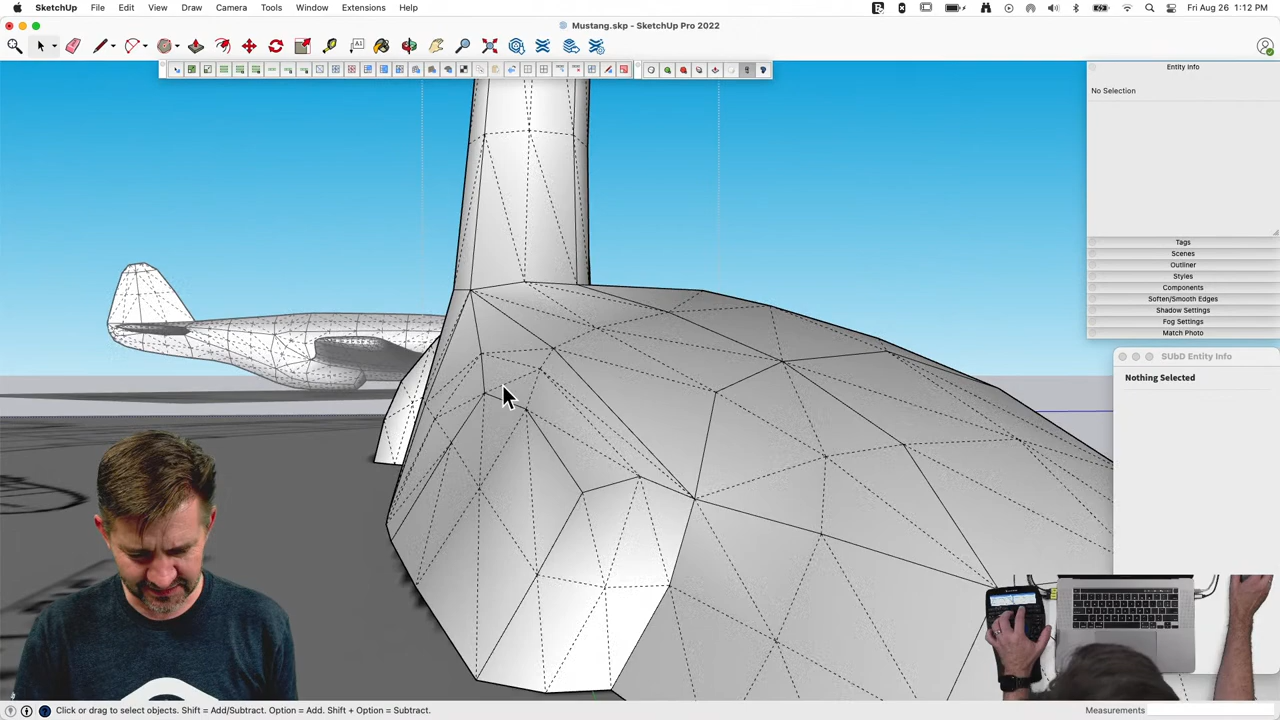 SketchUp File Edit View Draw Camera Tools Window Extensions Help
Fri Aug 26 1:12 PM
Mustang.skp - SketchUp Pro 2022
Entity Info
No Selection
Tags
Scenes
Outliner
Styles
Components
Soften/Smooth Edges
Shadow Settings
Fog Settings
Match Photo
SUbD Entity Info
Nothing Selected
Click or drag to select objects. Shift = Add/Subtract. Option = Add. Shift + Option = Subtract.
Measurements